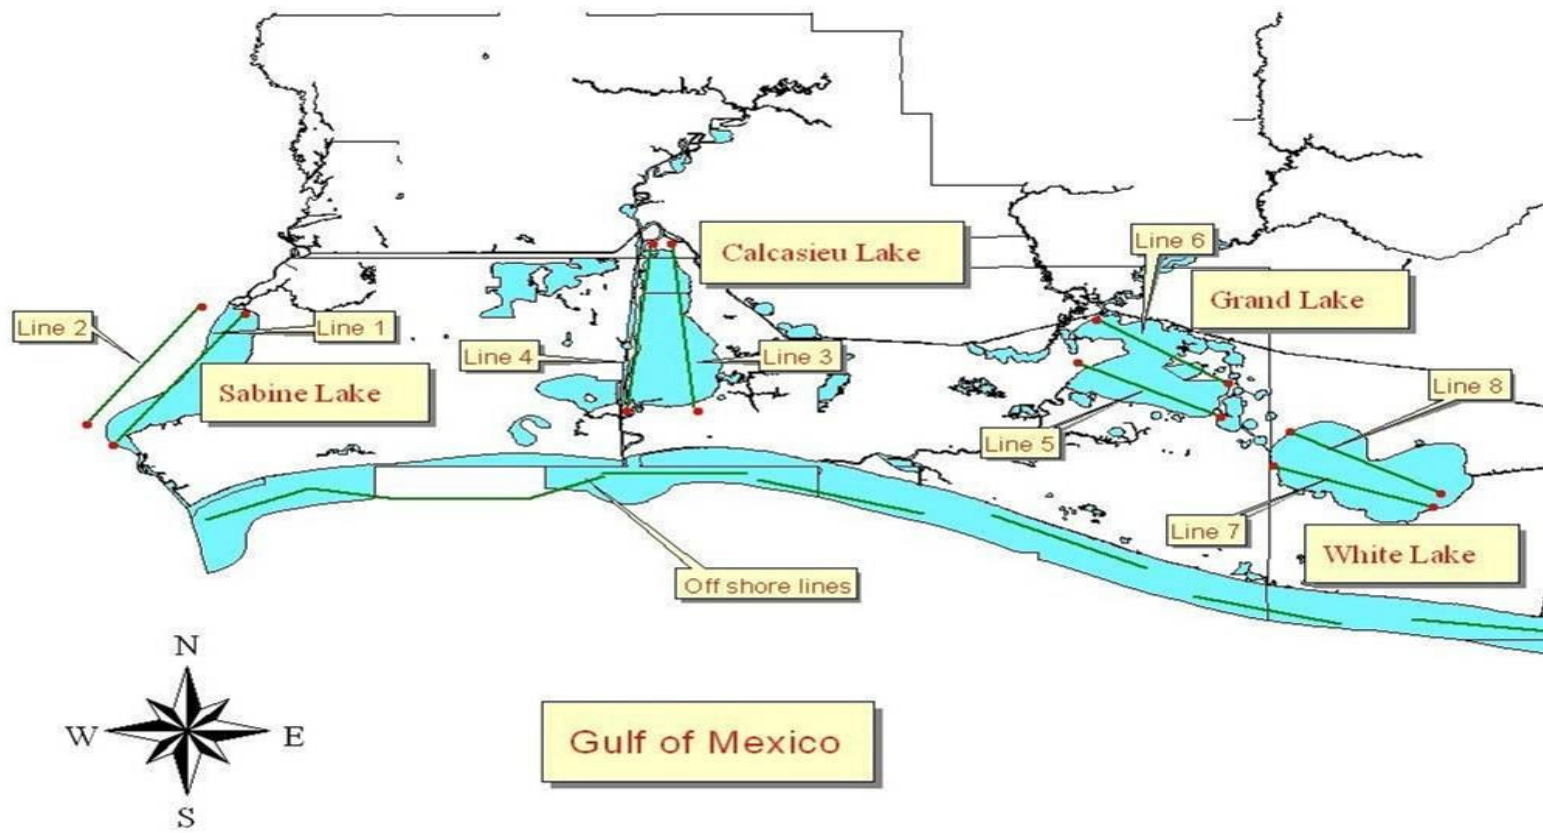 Line 6
Calcasieu Lake
Grand Lake
Line 2
Line 1
Line 4
Line 3
Sabine Lake
Line 8
Line 5
Line 7
White Lake
Off shore lines
N
W
E
S
Gulf of Mexico